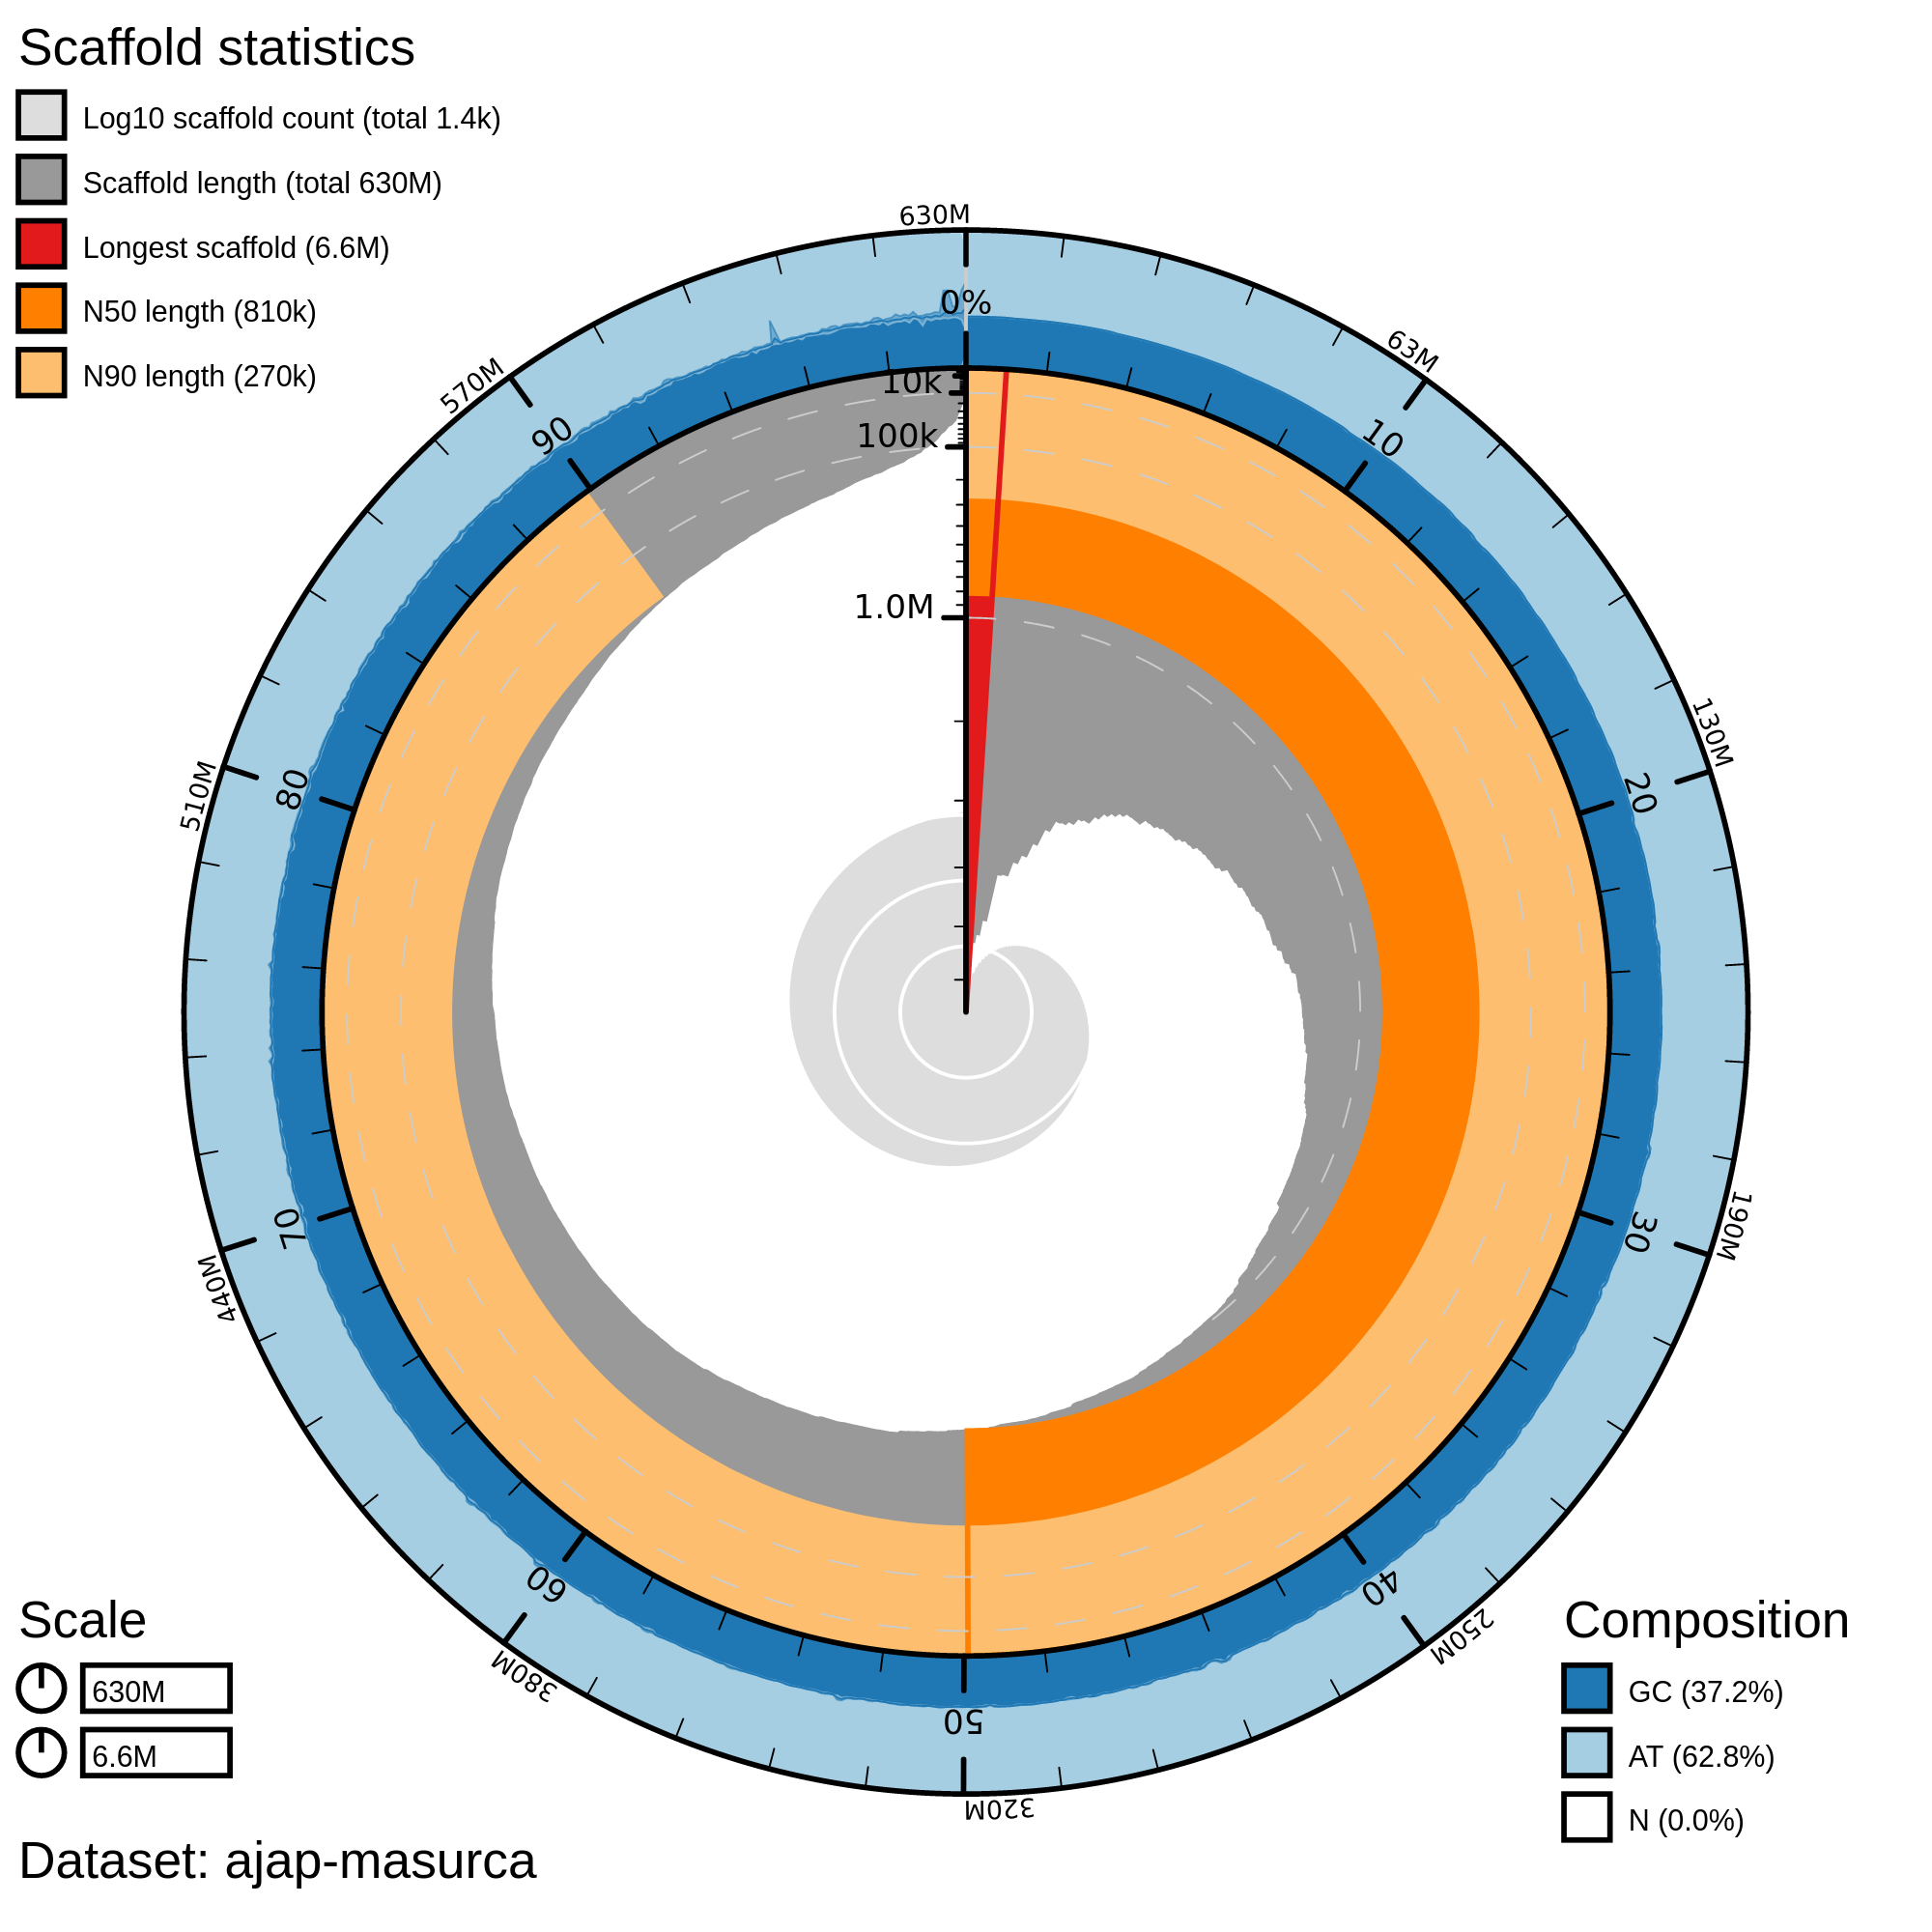 Scaffold statistics
Log10 scaffold count (total 1.4k)
Scaffold length (total 630M)
Longest scaffold (6.6M)
N50 length (810k)
N90 length (270k)
630M
63M
130M
190M
250M
320M
380M
440M
510M
570M
0%
10
20
30
40
50
60
70
80
90
10k
100k
1.0M
Scale
630M
6.6M
Composition
GC (37.2%)
AT (62.8%)
N (0.0%)
Dataset: ajap-masurca